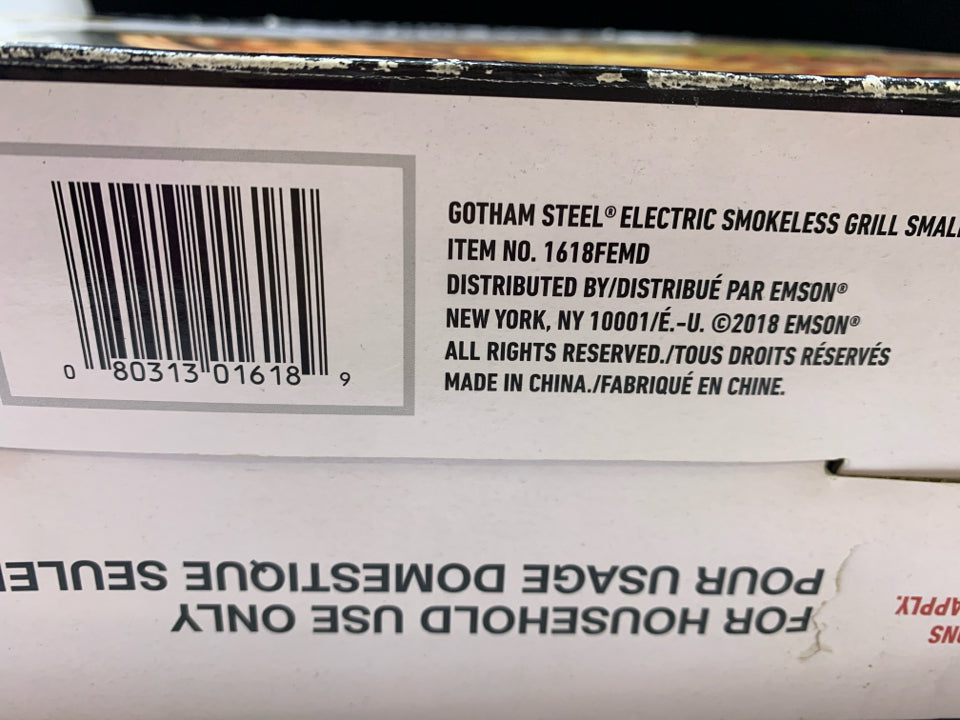 GOTHAM STEEL® ELECTRIC SMOKELESS GRILL
ITEM NO. 1618FEMD
DISTRIBUTED BY/DISTRIBUÉ PAR EMSON®
NEW YORK, NY 10001/É.-U. ©2018 EMSON®
ALL RIGHTS RESERVED./TOUS DROITS RÉSERVÉS
MADE IN CHINA./FABRIQUÉ EN CHINE.
0 80313 01618 9
FOR HOUSEHOLD USE ONLY
POUR USAGE DOMESTIQUE
APPLY.